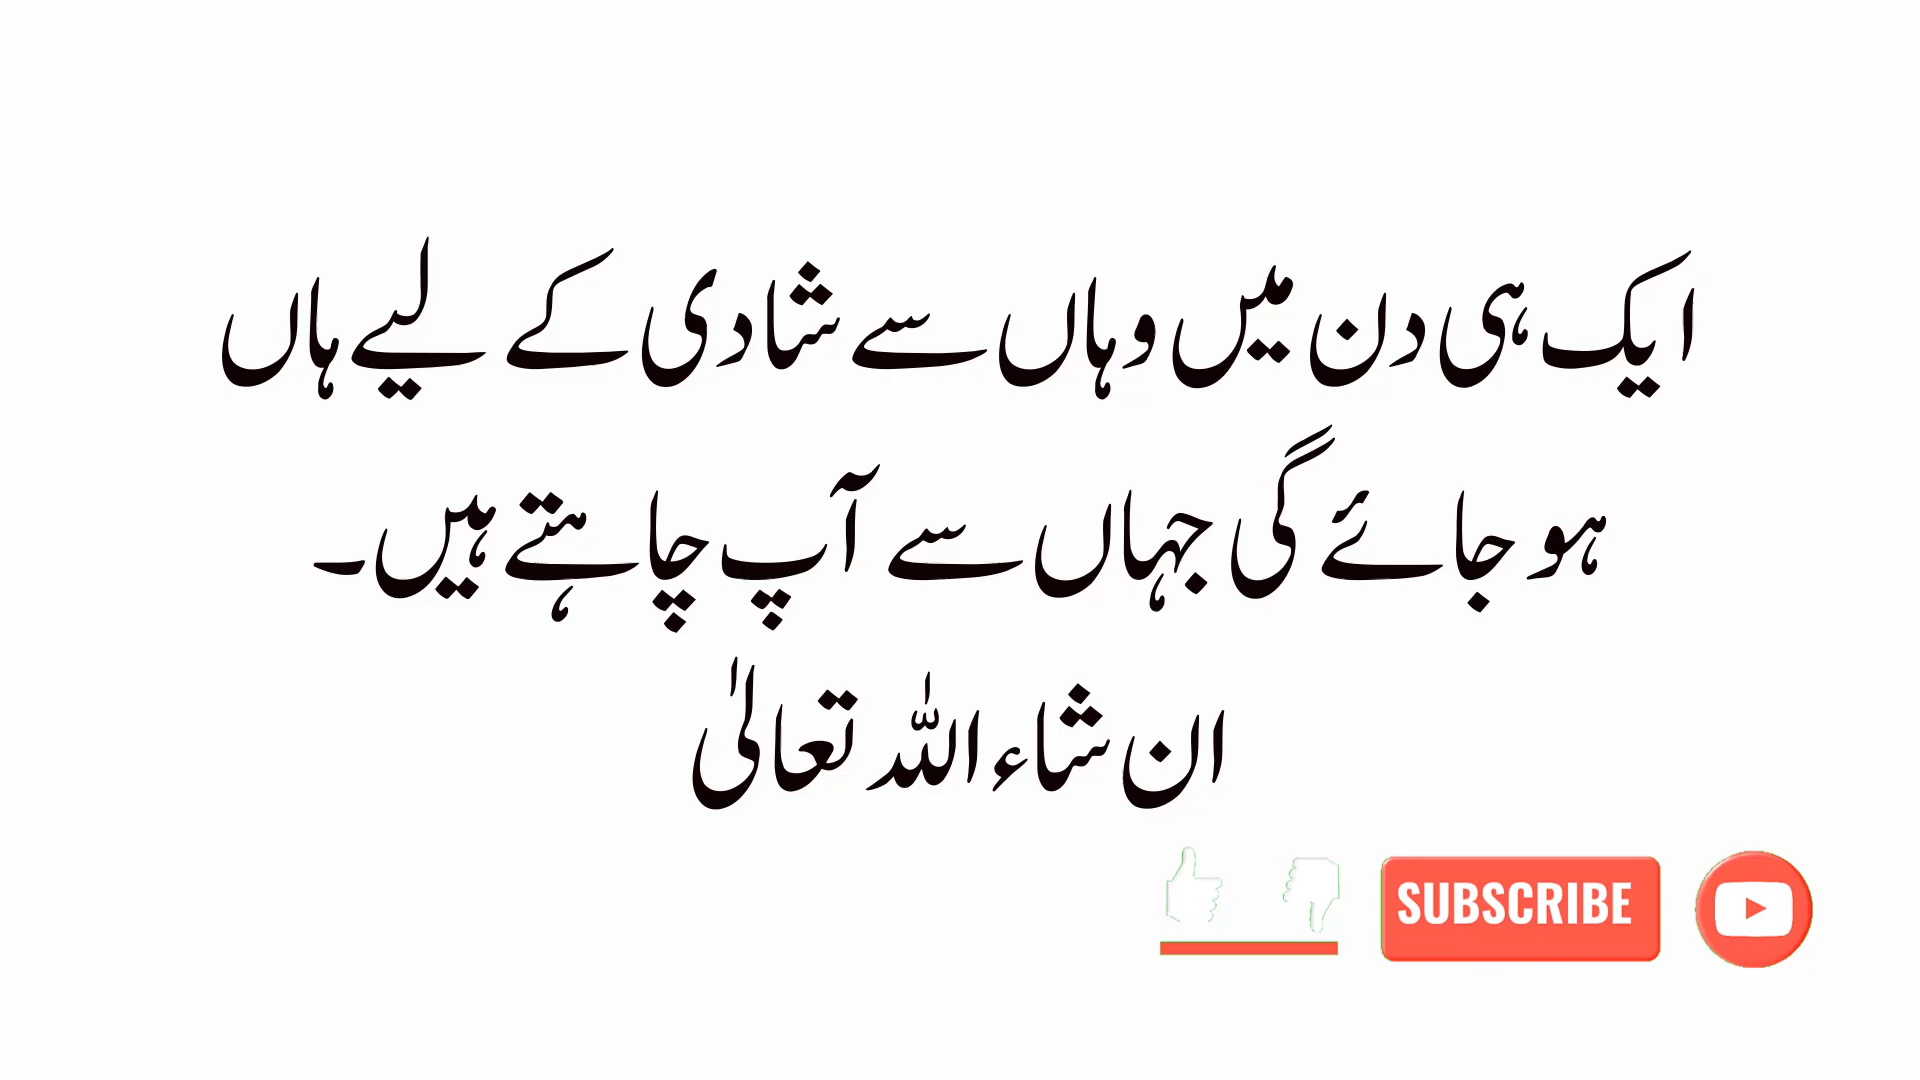 ایک ہی دن میں وہاں سے شادی کے لیے ہاں
ہو جائے گی جہاں سے آپ چاہتے ہیں۔
ان شاء اللہ تعالیٰ
SUBSCRIBE